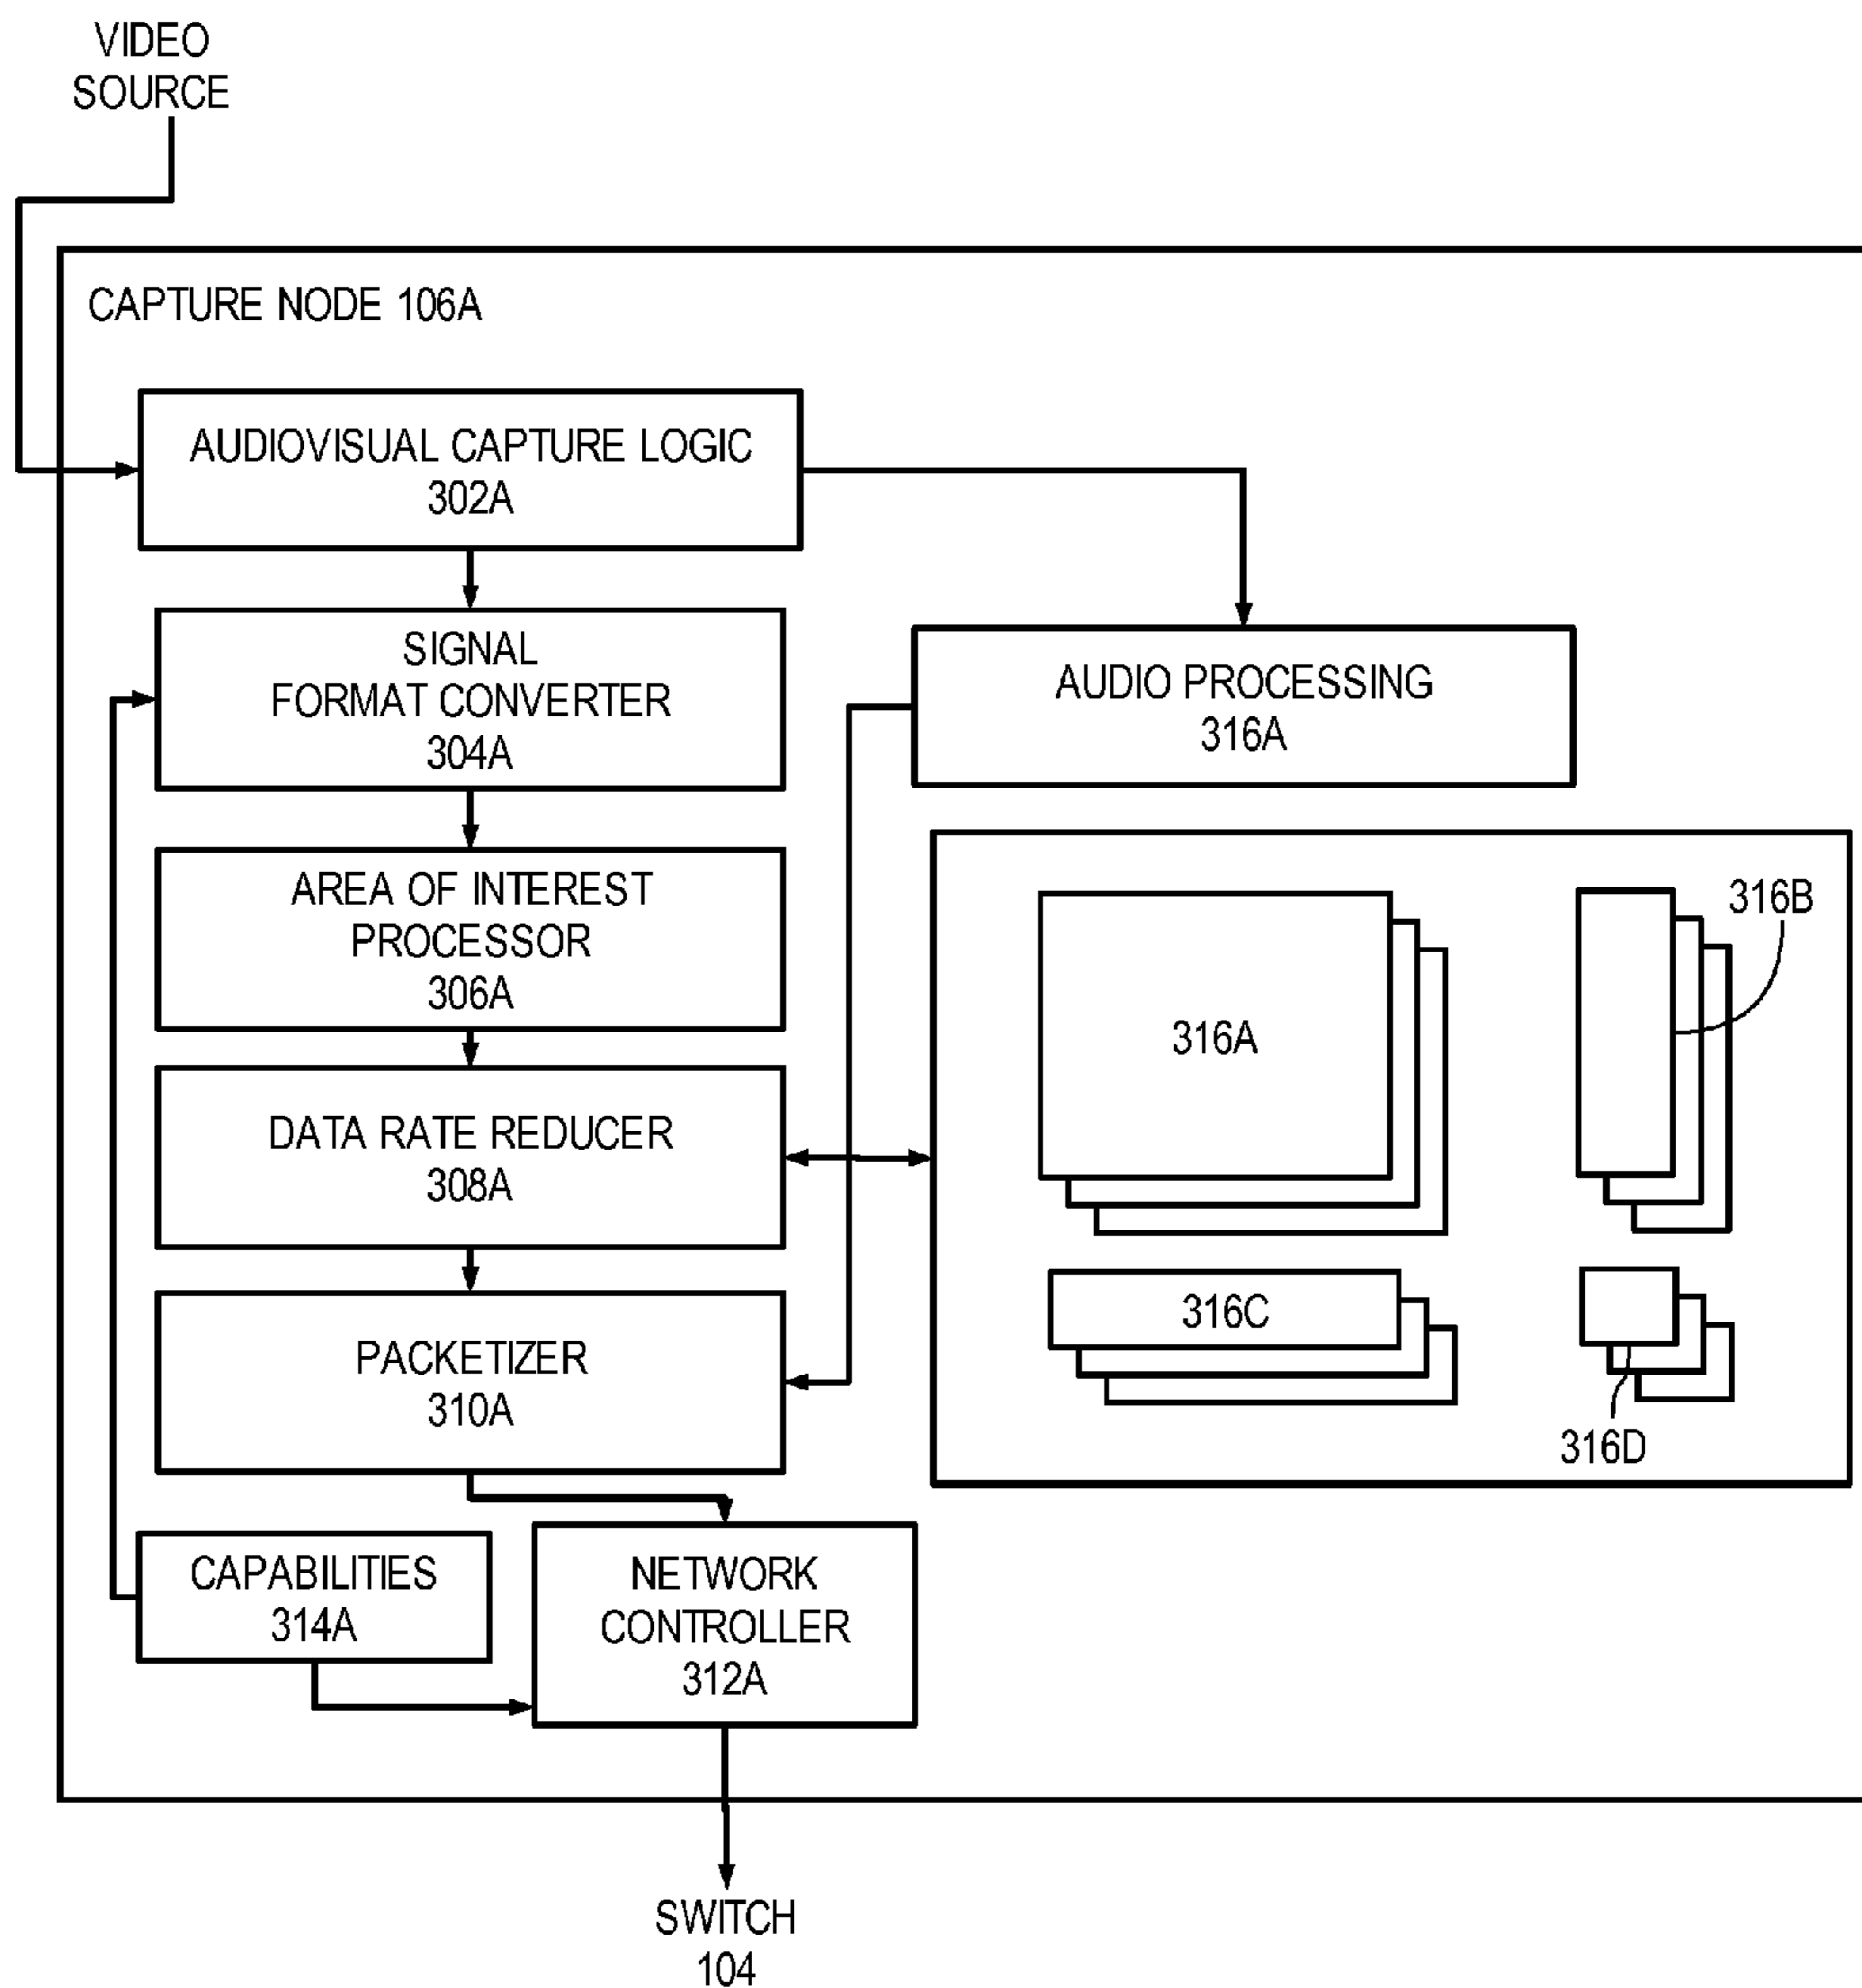 VIDEO
SOURCE
CAPTURE NODE 106A
AUDIOVISUAL CAPTURE LOGIC
302A
SIGNAL
FORMAT CONVERTER
304A
AUDIO PROCESSING
316A
AREA OF INTEREST
PROCESSOR
306A
316A
316B
DATA RATE REDUCER
308A
316C
316D
PACKETIZER
310A
CAPABILITIES
314A
NETWORK
CONTROLLER
312A
SWITCH
104